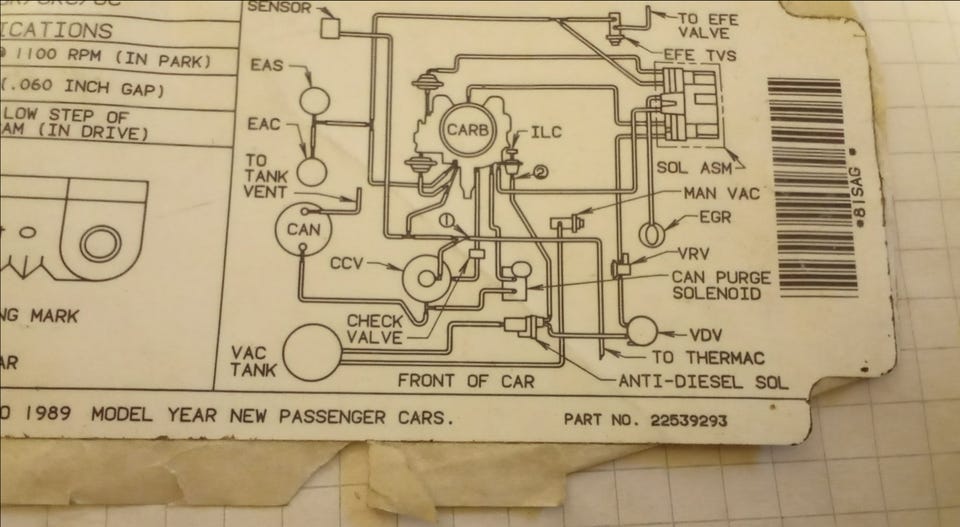 ICATIONS
1100 RPM (IN PARK)
(.060 INCH GAP)
LOW STEP OF
AM (IN DRIVE)
NG MARK
AR
SENSOR
EAS
EAC
TO
TANK
VENT
CAN
CCV
CHECK
VALVE
VAC
TANK
CARB
ILC
1
2
TO EFE
VALVE
EFE TVS
SOL ASM
MAN VAC
EGR
VRV
CAN PURGE
SOLENOID
VDV
TO THERMAC
ANTI-DIESEL SOL
FRONT OF CAR
*81SAG*
O 1989 MODEL YEAR NEW PASSENGER CARS.
PART NO. 22539293